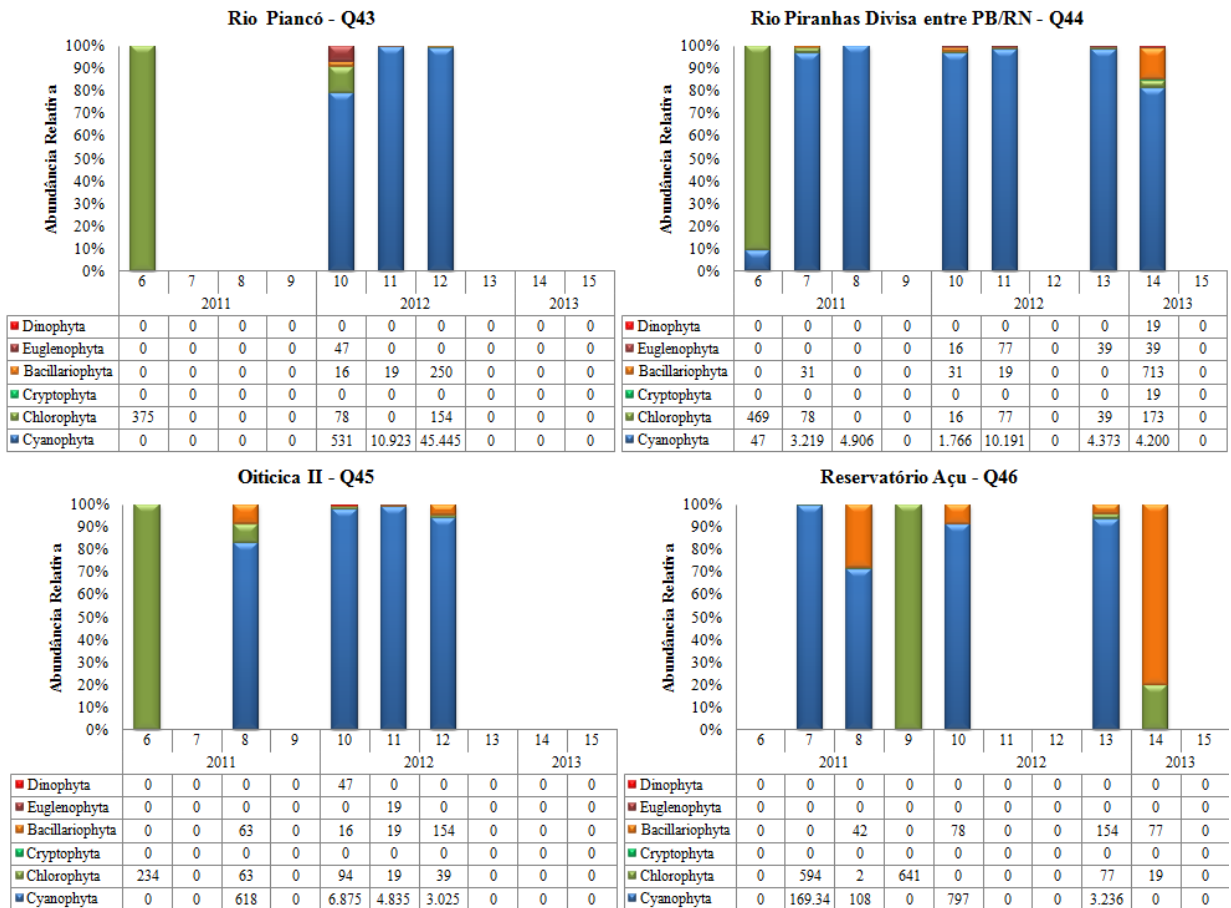 Rio Piancó - Q43
Abundância Relativa
100%
90%
80%
70%
60%
50%
40%
30%
20%
10%
0%
6 7 8 9 10 11 12 13 14 15
2011 2012 2013
Dinophyta 0 0 0 0 0 0 0 0 0 0
Euglenophyta 0 0 0 0 47 0 0 0 0 0
Bacillariophyta 0 0 0 0 16 19 250 0 0 0
Cryptophyta 0 0 0 0 0 0 0 0 0 0
Chlorophyta 375 0 0 0 78 0 154 0 0 0
Cyanophyta 0 0 0 0 531 10.923 45.445 0 0 0
Rio Piranhas Divisa entre PB/RN - Q44
Abundância Relativa
100%
90%
80%
70%
60%
50%
40%
30%
20%
10%
0%
6 7 8 9 10 11 12 13 14 15
2011 2012 2013
Dinophyta 0 0 0 0 0 0 0 0 19 0
Euglenophyta 0 0 0 0 16 77 0 39 39 0
Bacillariophyta 0 31 0 0 31 19 0 0 713 0
Cryptophyta 0 0 0 0 0 0 0 0 19 0
Chlorophyta 469 78 0 0 16 77 0 39 173 0
Cyanophyta 47 3.219 4.906 0 1.766 10.191 0 4.373 4.200 0
Oiticica II - Q45
Abundância Relativa
100%
90%
80%
70%
60%
50%
40%
30%
20%
10%
0%
6 7 8 9 10 11 12 13 14 15
2011 2012 2013
Dinophyta 0 0 0 0 47 0 0 0 0 0
Euglenophyta 0 0 0 0 0 19 0 0 0 0
Bacillariophyta 0 0 63 0 16 19 154 0 0 0
Cryptophyta 0 0 0 0 0 0 0 0 0 0
Chlorophyta 234 0 63 0 94 19 39 0 0 0
Cyanophyta 0 0 618 0 6.875 4.835 3.025 0 0 0
Reservatório Açu - Q46
Abundância Relativa
100%
90%
80%
70%
60%
50%
40%
30%
20%
10%
0%
6 7 8 9 10 11 12 13 14 15
2011 2012 2013
Dinophyta 0 0 0 0 0 0 0 0 0 0
Euglenophyta 0 0 0 0 0 0 0 0 0 0
Bacillariophyta 0 0 42 0 78 0 0 154 77 0
Cryptophyta 0 0 0 0 0 0 0 0 0 0
Chlorophyta 0 594 2 641 0 0 0 77 19 0
Cyanophyta 0 169.34 108 0 797 0 0 3.236 0 0